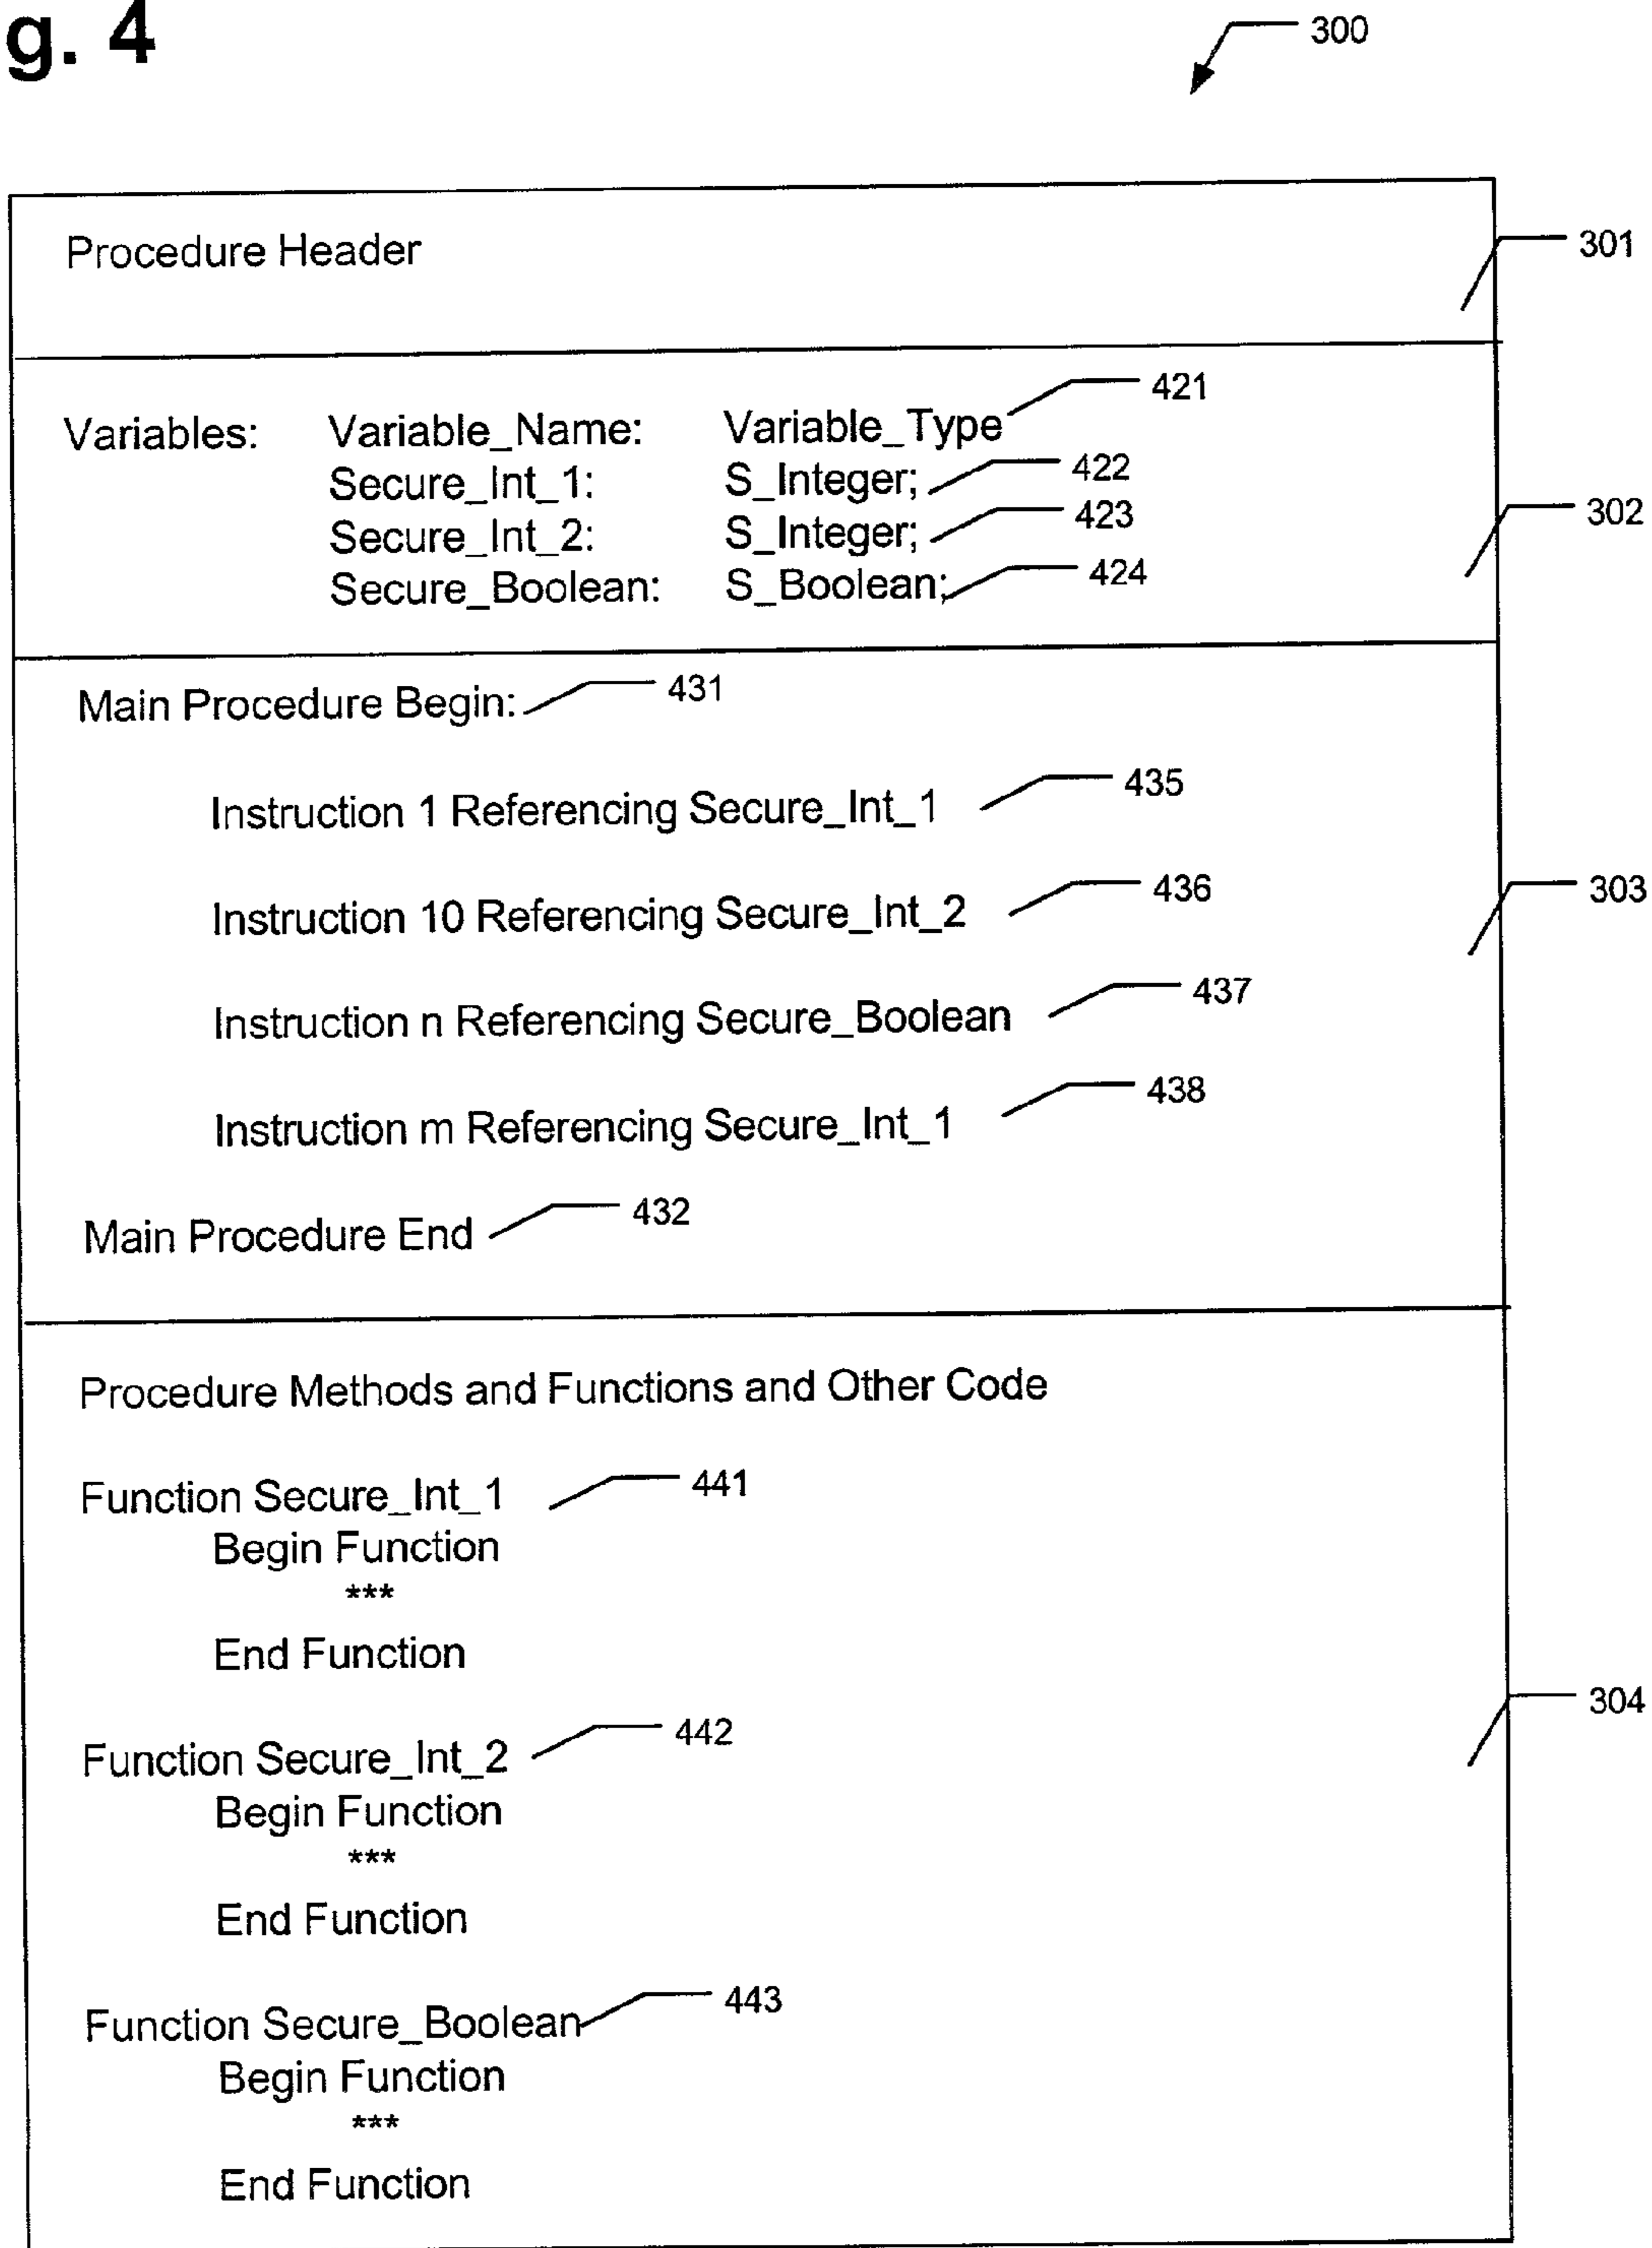 g. 4
300
Procedure Header
301
Variables: Variable_Name: Variable_Type 421
Secure_Int_1: S_Integer; 422
Secure_Int_2: S_Integer; 423
Secure_Boolean: S_Boolean; 424
302
Main Procedure Begin: 431
Instruction 1 Referencing Secure_Int_1 435
Instruction 10 Referencing Secure_Int_2 436
303
Instruction n Referencing Secure_Boolean 437
Instruction m Referencing Secure_Int_1 438
Main Procedure End 432
Procedure Methods and Functions and Other Code
Function Secure_Int_1 441
Begin Function
***
End Function
304
Function Secure_Int_2 442
Begin Function
***
End Function
Function Secure_Boolean 443
Begin Function
***
End Function